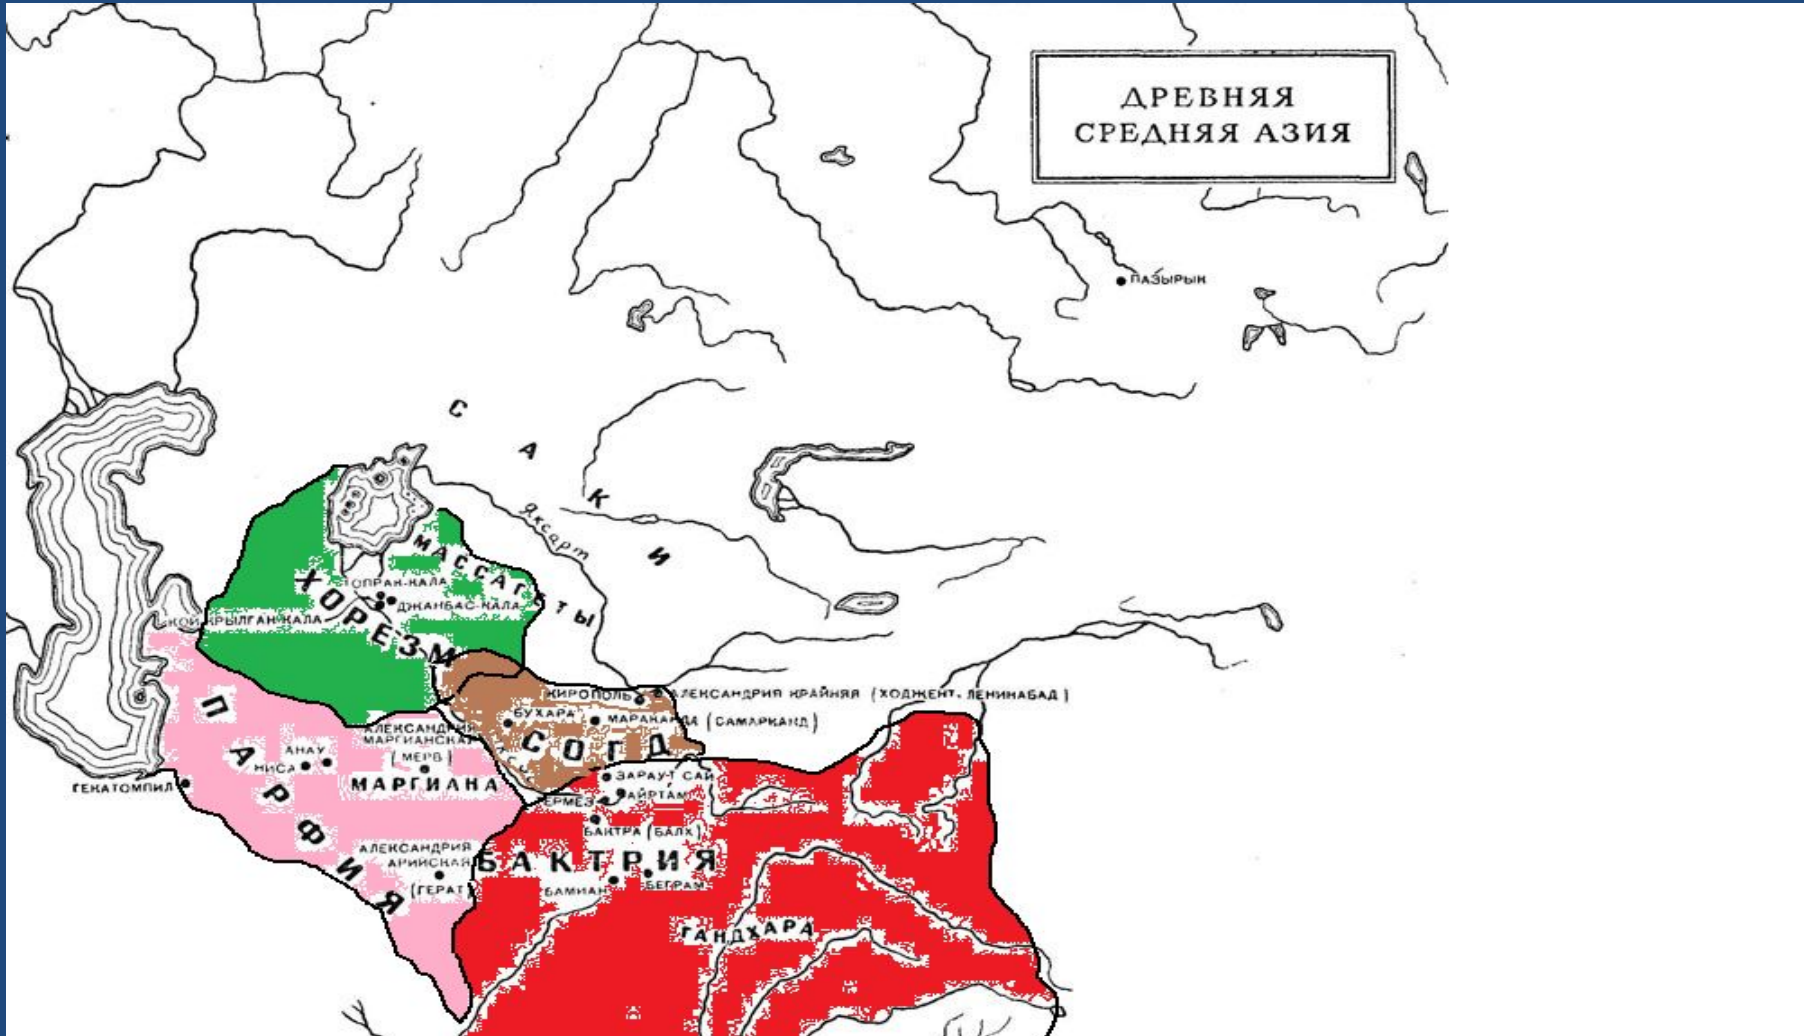 ДРЕВНЯЯ
СРЕДНЯЯ АЗИЯ
ПАЗЫРЫК
САКИ
Яксарт
МАССАГЕТЫ
ТОПРАК-КАЛА
ДЖАНБАС-КАЛА
ХОРЕЗМ
КОЙ КРЫЛГАН-КАЛА
КИРОПОЛЬ
АЛЕКСАНДРИЯ КРАЙНЯЯ (ХОДЖЕНТ. ЛЕНИНАБАД)
БУХАРА
МАРАКАНДА (САМАРКАНД)
СОГД
АЛЕКСАНДРИЯ
МАРГИАНСКАЯ
(МЕРВ)
МАРГИАНА
АНАУ
НИСА
ГЕКАТОМПИЛ
ПАРФИЯ
ЗАРАУТ САЙ
АЙРТАМ
ТЕРМЕЗ
БАКТРА (БАЛХ)
АЛЕКСАНДРИЯ
АРИЙСКАЯ
(ГЕРАТ)
БАКТРИЯ
БАМИАН
БЕГРАМ
ГАНДХАРА